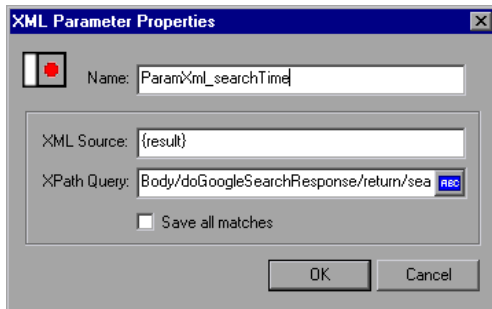 XML Parameter Properties
Name: ParamXml_searchTime
XML Source: {result}
XPath Query: Body/doGoogleSearchResponse/return/sea ABC
Save all matches
OK Cancel